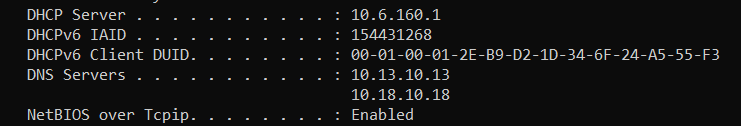 DHCP Server . . . . . . . . . . . : 10.6.160.1
DHCPv6 IAID . . . . . . . . . . . : 154431268
DHCPv6 Client DUID. . . . . . . . : 00-01-00-01-2E-B9-D2-1D-34-6F-24-A5-55-F3
DNS Servers . . . . . . . . . . . : 10.13.10.13
10.18.10.18
NetBIOS over Tcpip. . . . . . . . : Enabled